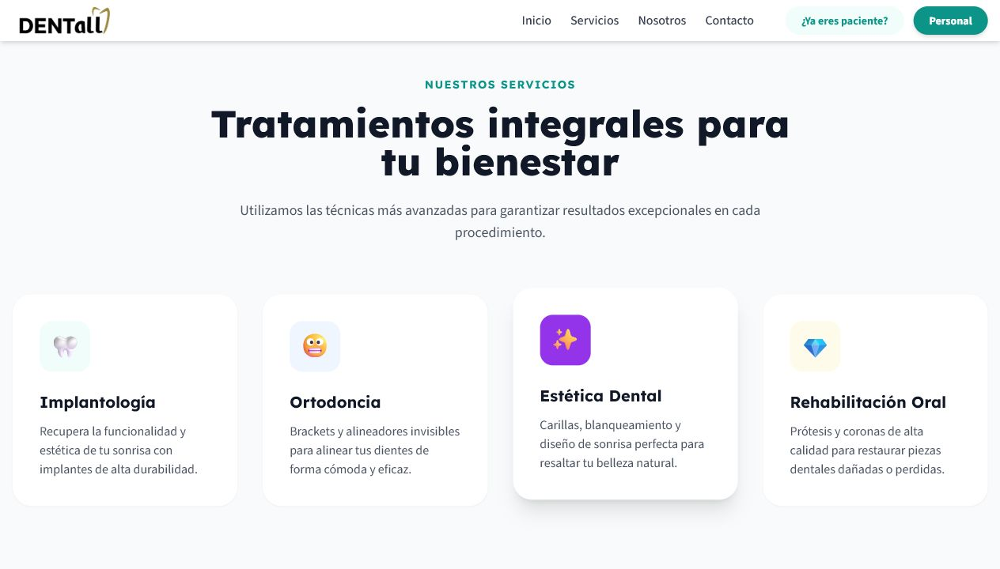 DENTall
Inicio
Servicios
Nosotros
Contacto
¿Ya eres paciente?
Personal
NUESTROS SERVICIOS
Tratamientos integrales para
tu bienestar
Utilizamos las técnicas más avanzadas para garantizar resultados excepcionales en cada
procedimiento.
Implantología
Recupera la funcionalidad y
estética de tu sonrisa con
implantes de alta durabilidad.
Ortodoncia
Brackets y alineadores invisibles
para alinear tus dientes de
forma cómoda y eficaz.
Estética Dental
Carillas, blanqueamiento y
diseño de sonrisa perfecta para
resaltar tu belleza natural.
Rehabilitación Oral
Prótesis y coronas de alta
calidad para restaurar piezas
dentales dañadas o perdidas.